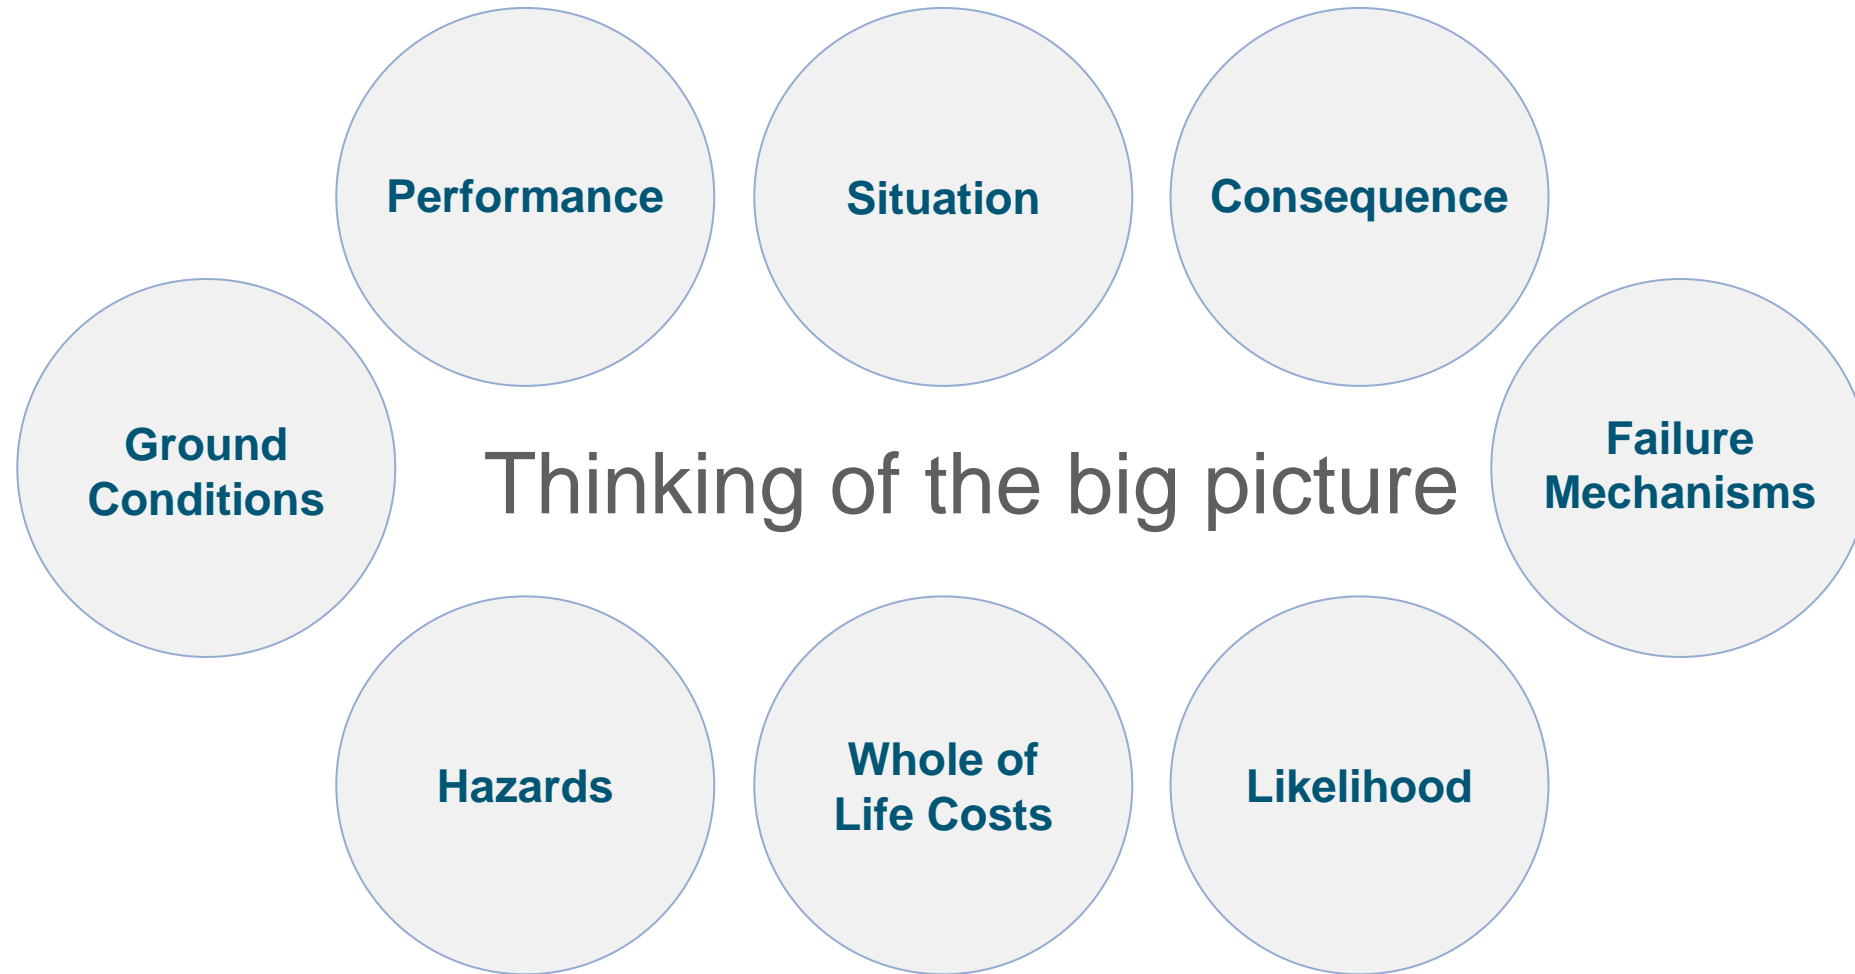 Performance
Situation
Consequence
Ground
Conditions
Thinking of the big picture
Failure
Mechanisms
Hazards
Whole of
Life Costs
Likelihood